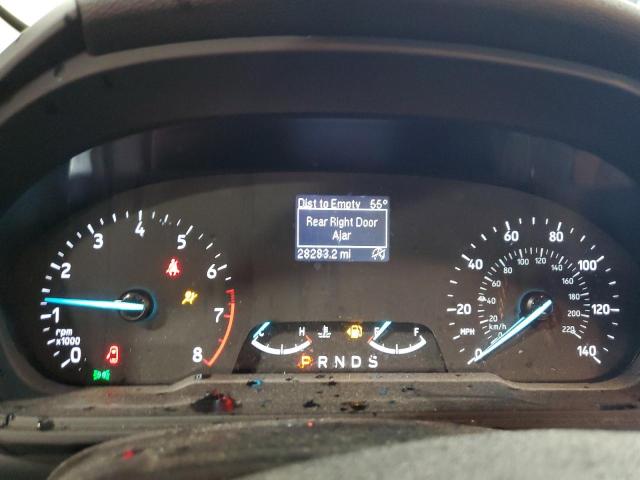 Dist to Empty 55°
Rear Right Door
Ajar
28283.2 mi
0 1 2 3 4 5 6 7 8
rpm
x1000
C H E F
P R N D S
0 20 40 60 80 100 120 140
MPH
20 40 80 100 120 140 160 180 200 220
km/h